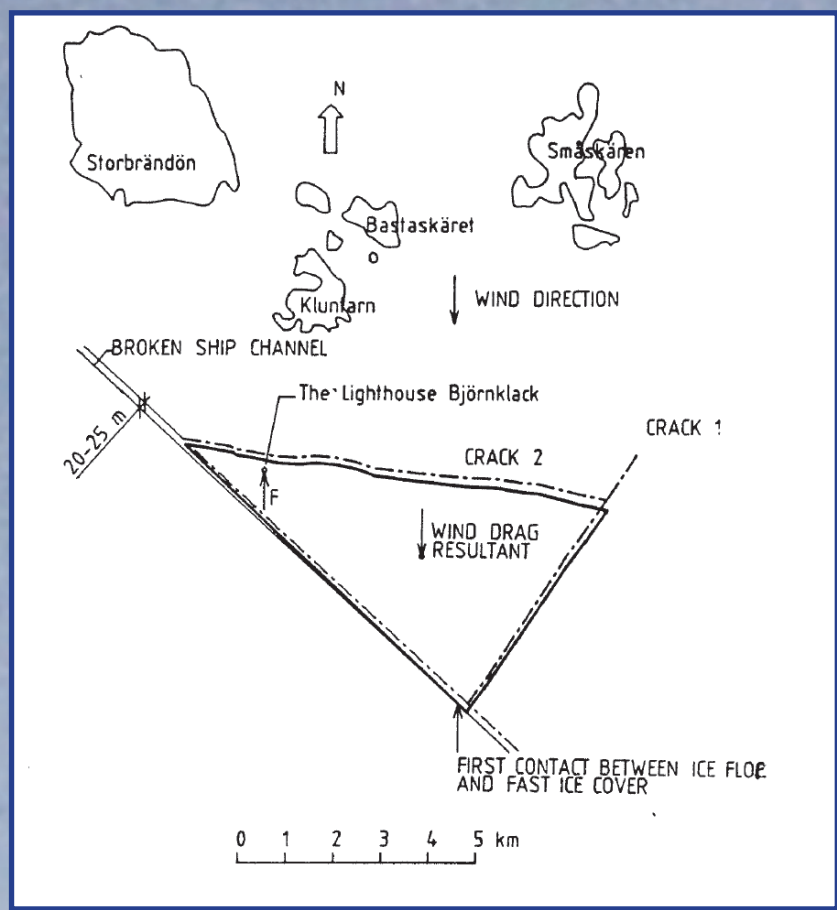 N
Storbrändön
Småskären
Bastaskäret
Kluntarn
WIND DIRECTION
BROKEN SHIP CHANNEL
The Lighthouse Björnklack
20-25 m
CRACK 1
CRACK 2
F
WIND DRAG
RESULTANT
FIRST CONTACT BETWEEN ICE FLOE
AND FAST ICE COVER
0 1 2 3 4 5 km